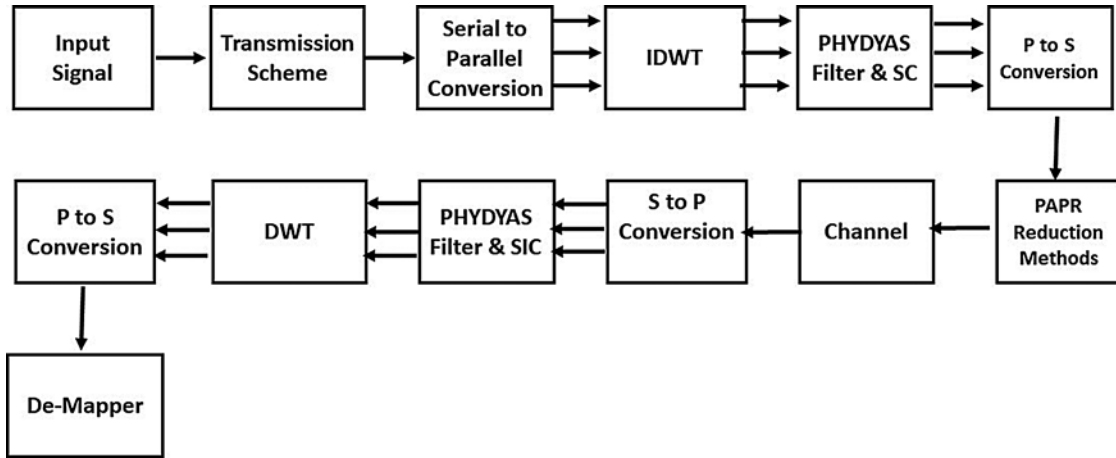 Input
Signal
Transmission
Scheme
Serial to
Parallel
Conversion
IDWT
PHYDYAS
Filter & SC
P to S
Conversion
P to S
Conversion
DWT
PHYDYAS
Filter & SIC
S to P
Conversion
Channel
PAPR
Reduction
Methods
De-Mapper